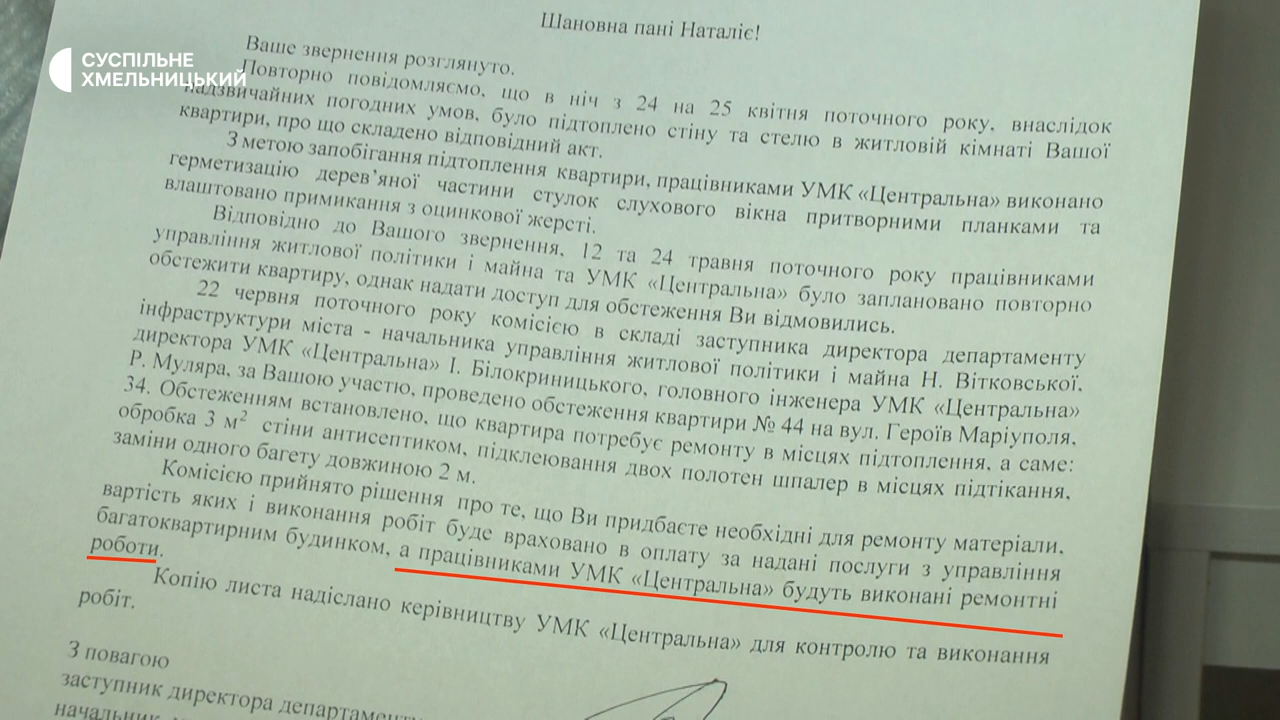 СУСПІЛЬНЕ
ХМЕЛЬНИЦЬКИЙ
Шановна пані Наталіє!
Ваше звернення розглянуто.
Повторно повідомляємо, що в ніч з 24 на 25 квітня поточного року, внаслідок
надзвичайних погодних умов, було підтоплено стіну та стелю в житловій кімнаті Вашої
квартири, про що складено відповідний акт.
З метою запобігання підтоплення квартири, працівниками УМК «Центральна» виконано
герметизацію дерев’яної частини стулок слухового вікна притворними планками та
влаштовано примикання з оцинкової жерсті.
Відповідно до Вашого звернення, 12 та 24 травня поточного року працівниками
управління житлової політики і майна та УМК «Центральна» було заплановано повторно
обстежити квартиру, однак надати доступ для обстеження Ви відмовились.
22 червня поточного року комісією в складі заступника директора департаменту
інфраструктури міста - начальника управління житлової політики і майна Н. Вітковської,
директора УМК «Центральна» І. Білокриницького, головного інженера УМК «Центральна»
Р. Муляра, за Вашою участю, проведено обстеження квартири № 44 на вул. Героїв Маріуполя,
34. Обстеженням встановлено, що квартира потребує ремонту в місцях підтоплення, а саме:
обробка 3 м² стіни антисептиком, підклеювання двох полотен шпалер в місцях підтікання,
заміни одного багету довжиною 2 м.
Комісією прийнято рішення про те, що Ви придбаєте необхідні для ремонту матеріали,
вартість яких і виконання робіт буде враховано в оплату за надані послуги з управління
багатоквартирним будинком, а працівниками УМК «Центральна» будуть виконані ремонтні
роботи.
Копію листа надіслано керівництву УМК «Центральна» для контролю та виконання
робіт.
З повагою
заступник директора департаменту
начальник